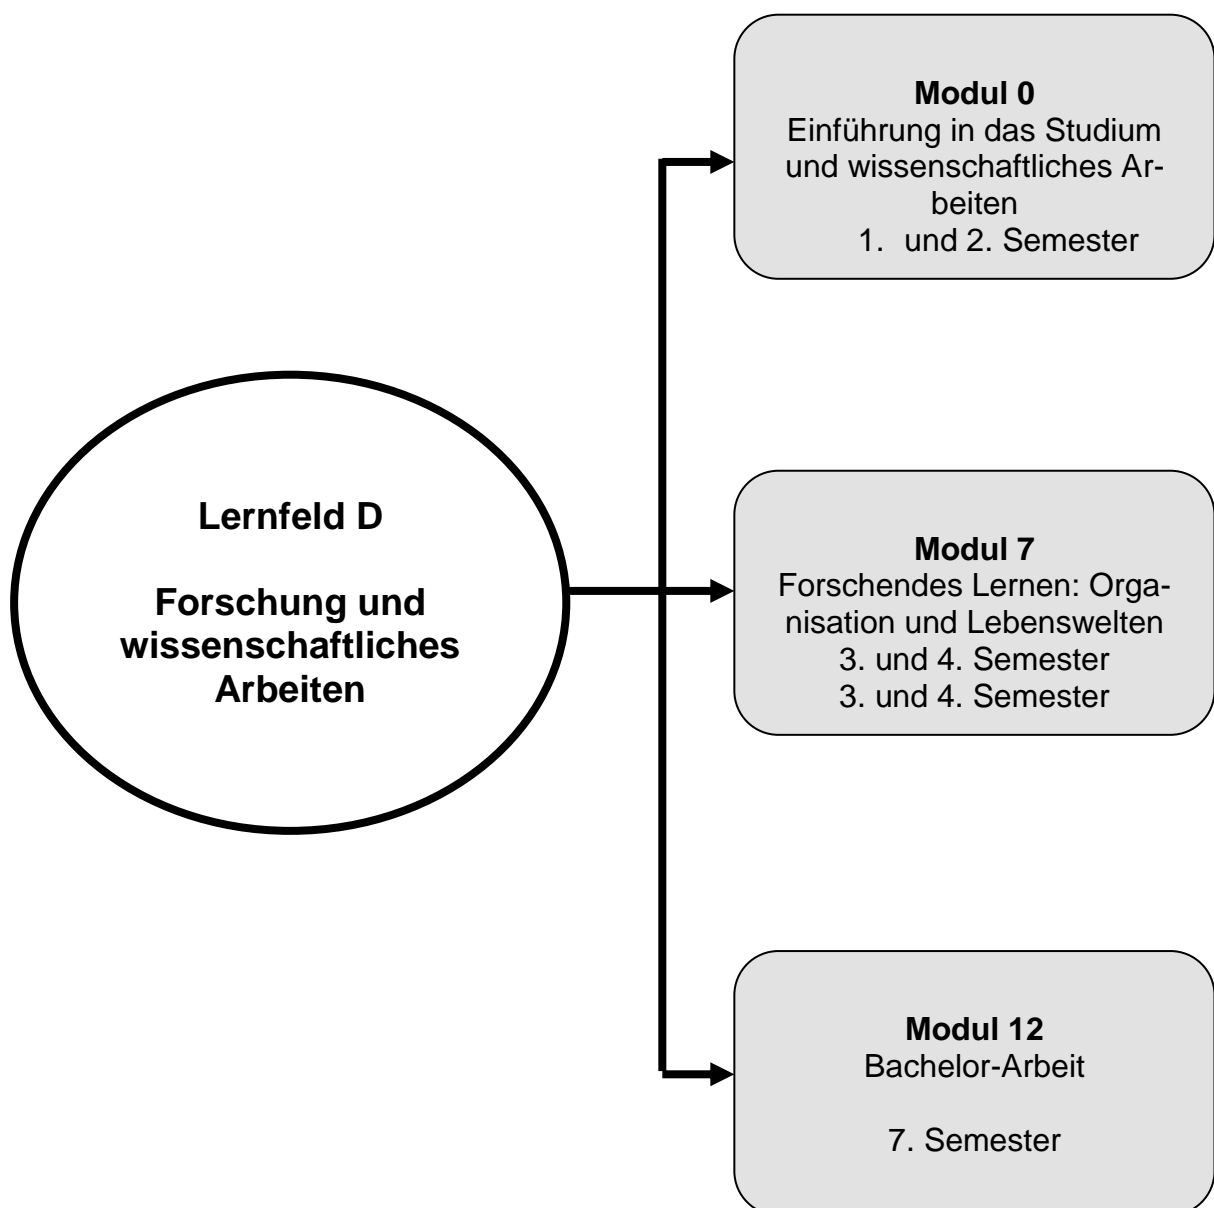 Modul 0
Einführung in das Studium
und wissenschaftliches Ar-
beiten
1. und 2. Semester
Lernfeld D
Forschung und
wissenschaftliches
Arbeiten
Modul 7
Forschendes Lernen: Orga-
nisation und Lebenswelten
3. und 4. Semester
3. und 4. Semester
Modul 12
Bachelor-Arbeit
7. Semester